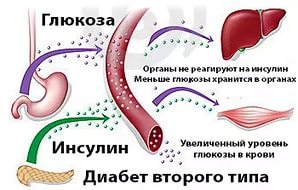 Глюкоза
Органы не реагируют на инсулин
Меньше глюкозы хранится в органах
Инсулин
Увеличенный уровень
глюкозы в крови
Диабет второго типа